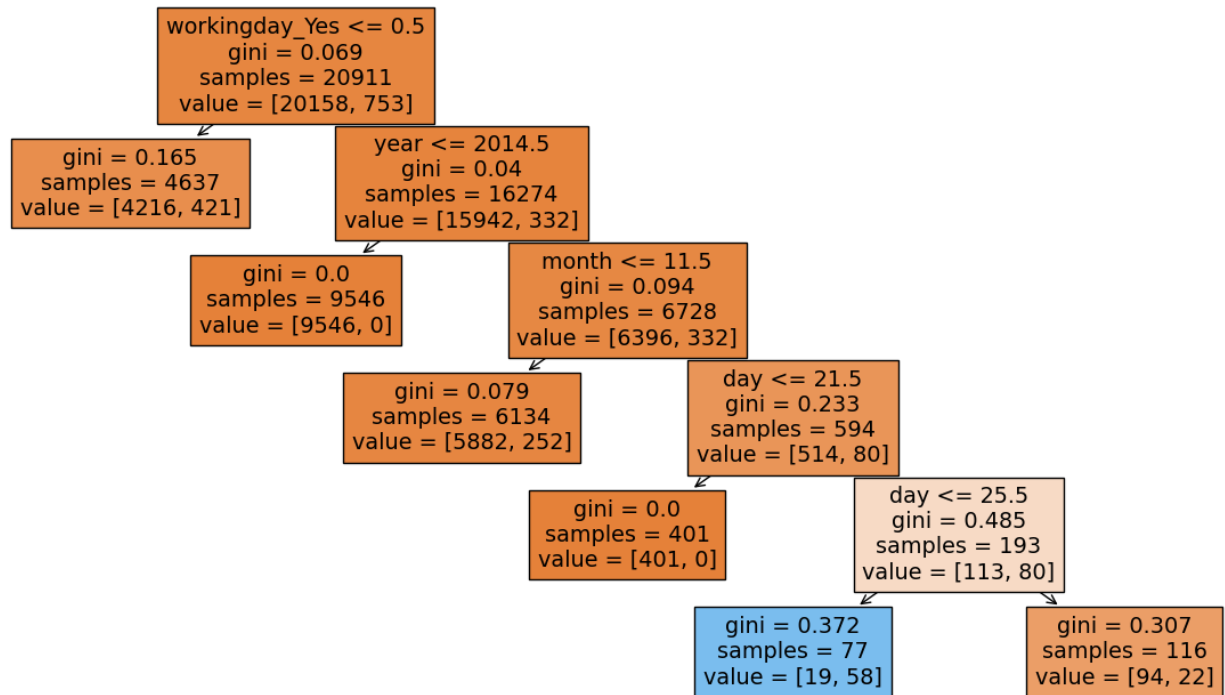 workingday_Yes <= 0.5
gini = 0.069
samples = 20911
value = [20158, 753]
gini = 0.165
samples = 4637
value = [4216, 421]
year <= 2014.5
gini = 0.04
samples = 16274
value = [15942, 332]
gini = 0.0
samples = 9546
value = [9546, 0]
month <= 11.5
gini = 0.094
samples = 6728
value = [6396, 332]
gini = 0.079
samples = 6134
value = [5882, 252]
day <= 21.5
gini = 0.233
samples = 594
value = [514, 80]
gini = 0.0
samples = 401
value = [401, 0]
day <= 25.5
gini = 0.485
samples = 193
value = [113, 80]
gini = 0.372
samples = 77
value = [19, 58]
gini = 0.307
samples = 116
value = [94, 22]